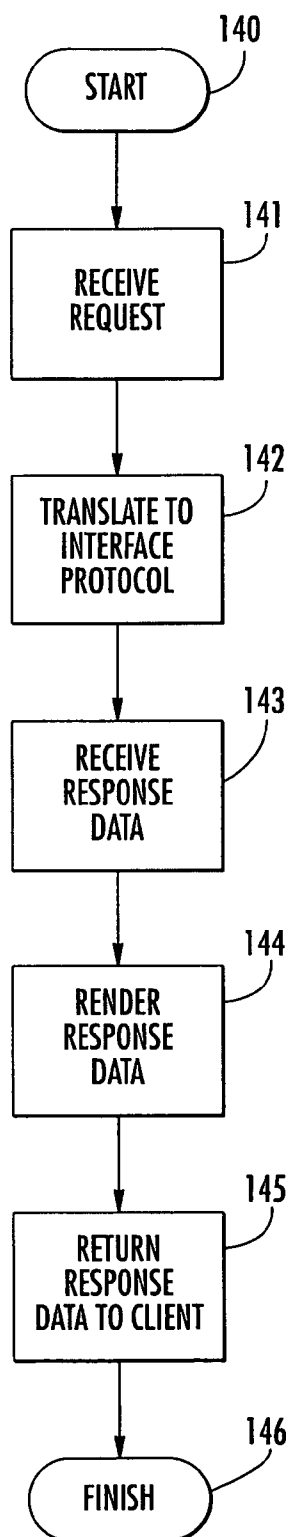 140
START
141
RECEIVE
REQUEST
142
TRANSLATE TO
INTERFACE
PROTOCOL
143
RECEIVE
RESPONSE
DATA
144
RENDER
RESPONSE
DATA
145
RETURN
RESPONSE
DATA TO CLIENT
146
FINISH